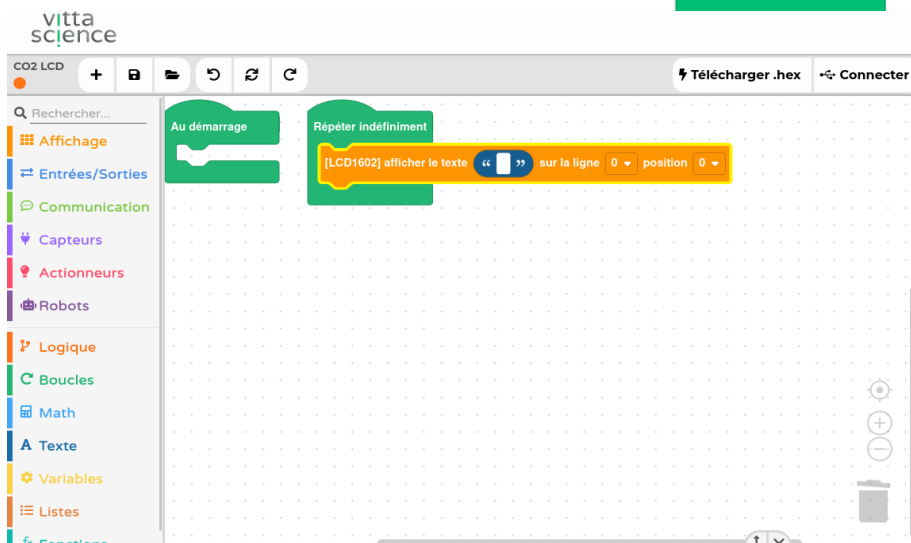 vitta
science
CO2 LCD
Télécharger .hex
Connecter
Rechercher...
Affichage
Entrées/Sorties
Communication
Capteurs
Actionneurs
Robots
Logique
Boucles
Math
Texte
Variables
Listes
Fonctions
Au démarrage
Répéter indéfiniment
[LCD1602] afficher le texte “ ” sur la ligne 0 position 0